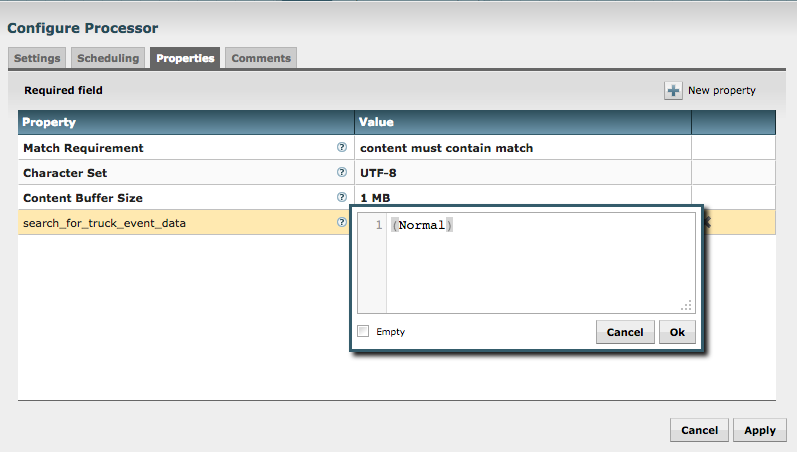 Configure Processor
Settings Scheduling Properties Comments
Required field New property
Property Value
Match Requirement ? content must contain match
Character Set ? UTF-8
Content Buffer Size ? 1 MB
search_for_truck_event_data ?
1 (Normal)
Empty Cancel Ok
Cancel Apply